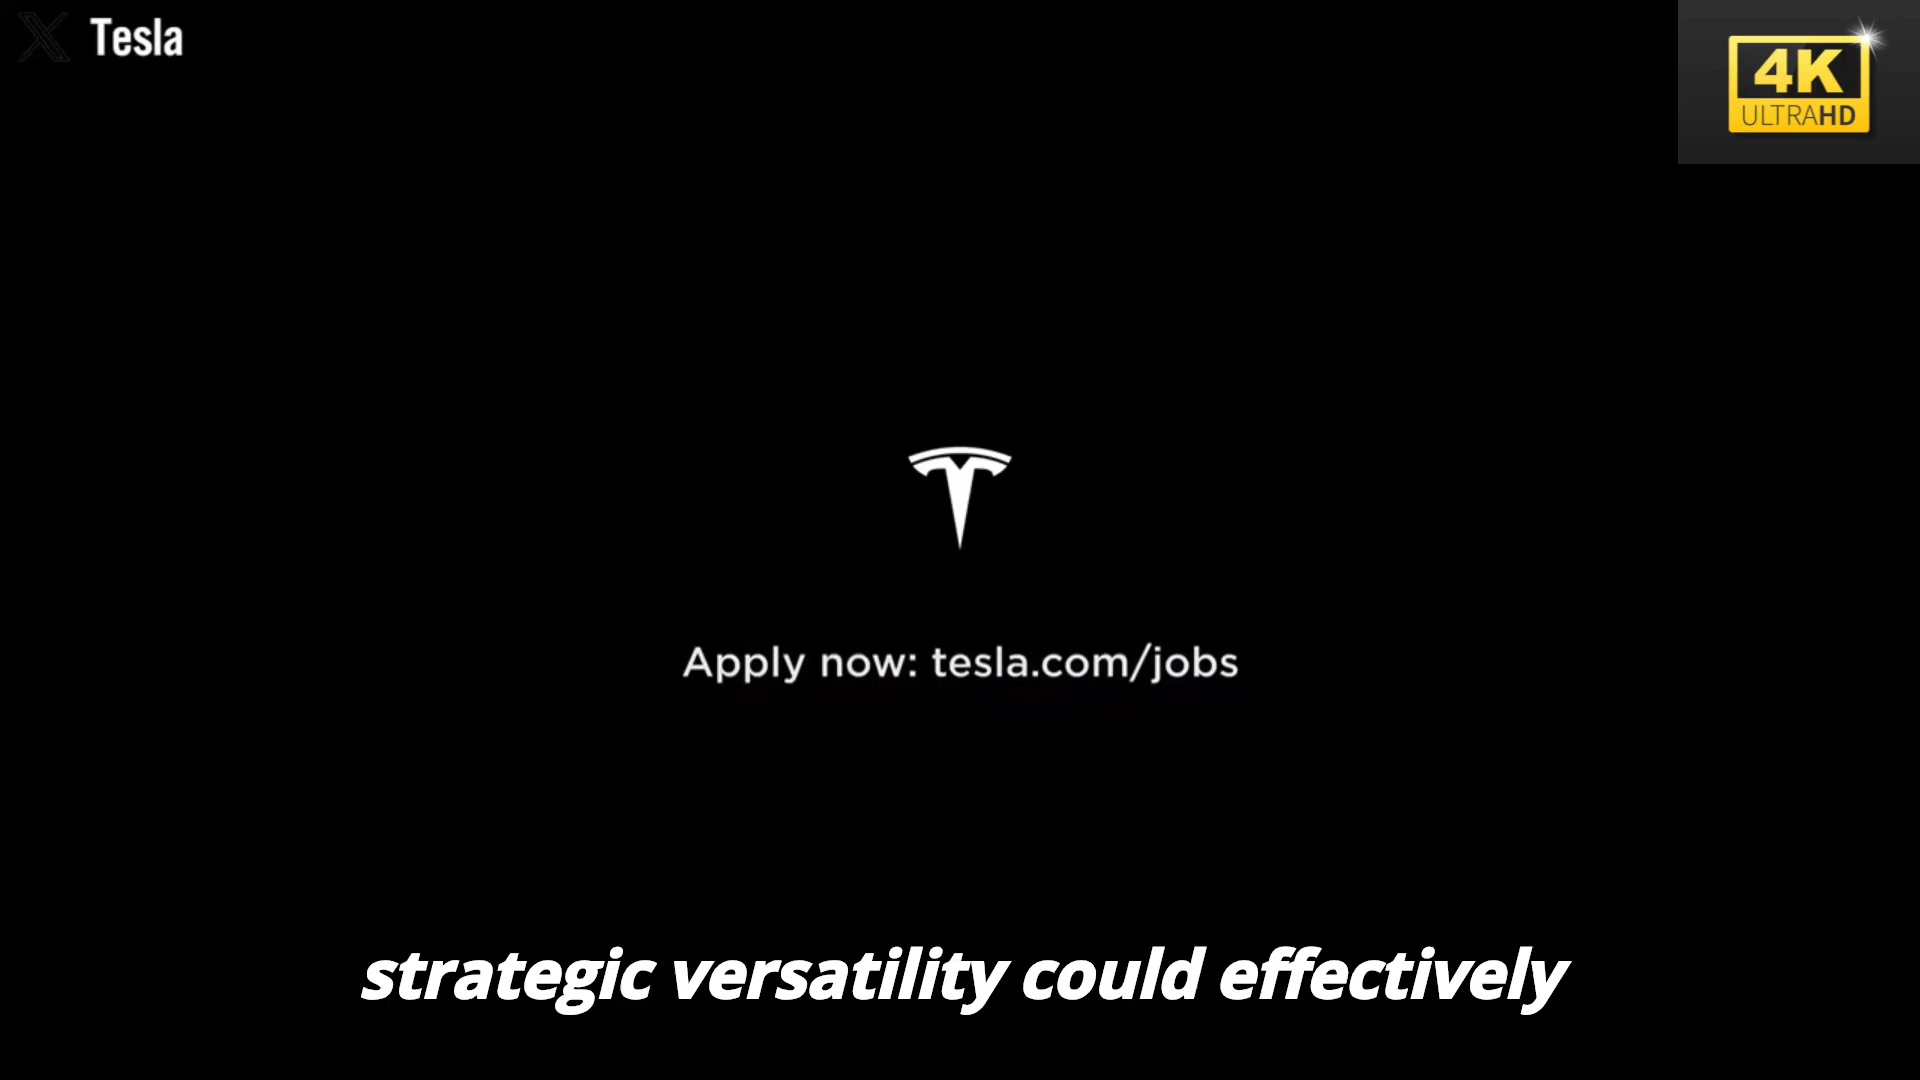 Tesla
4K
ULTRAHD
Apply now: tesla.com/jobs
strategic versatility could effectively